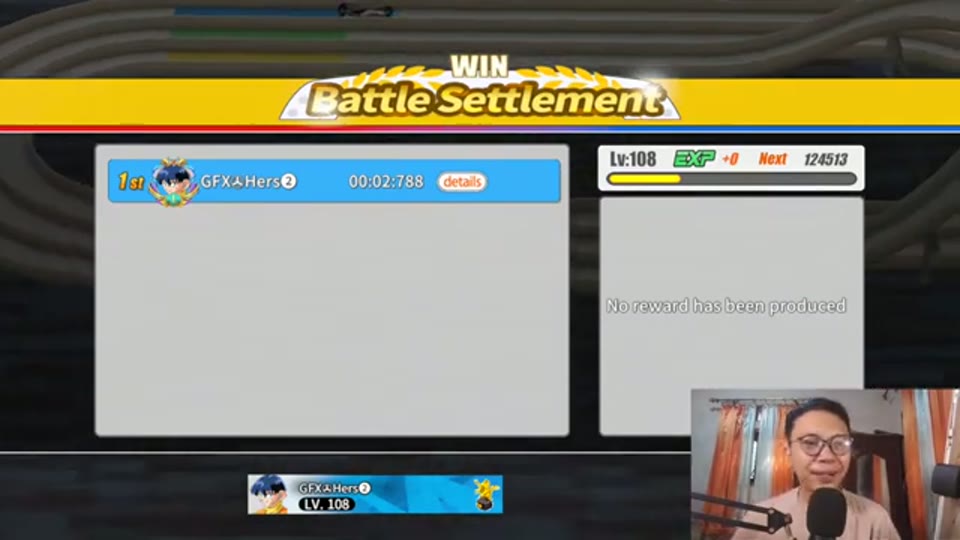 WIN
Battle Settlement
1st GFX⁂Hers② 00:02:788 details
Lv:108 EXP +0 Next 124513
No reward has been produced
GFX⁂Hers②
LV. 108